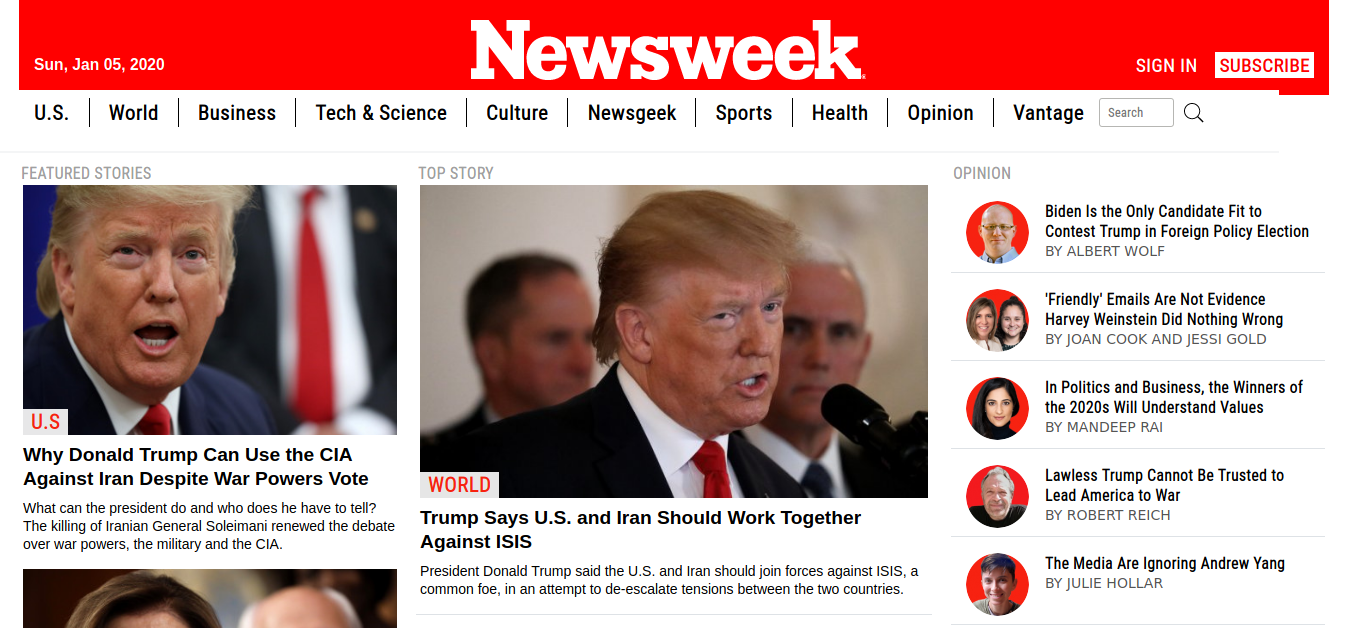 Sun, Jan 05, 2020
Newsweek
SIGN IN
SUBSCRIBE
U.S.
World
Business
Tech & Science
Culture
Newsgeek
Sports
Health
Opinion
Vantage
Search
FEATURED STORIES
U.S
Why Donald Trump Can Use the CIA
Against Iran Despite War Powers Vote
What can the president do and who does he have to tell?
The killing of Iranian General Soleimani renewed the debate
over war powers, the military and the CIA.
TOP STORY
WORLD
Trump Says U.S. and Iran Should Work Together
Against ISIS
President Donald Trump said the U.S. and Iran should join forces against ISIS, a
common foe, in an attempt to de-escalate tensions between the two countries.
OPINION
Biden Is the Only Candidate Fit to
Contest Trump in Foreign Policy Election
BY ALBERT WOLF
'Friendly' Emails Are Not Evidence
Harvey Weinstein Did Nothing Wrong
BY JOAN COOK AND JESSI GOLD
In Politics and Business, the Winners of
the 2020s Will Understand Values
BY MANDEEP RAI
Lawless Trump Cannot Be Trusted to
Lead America to War
BY ROBERT REICH
The Media Are Ignoring Andrew Yang
BY JULIE HOLLAR